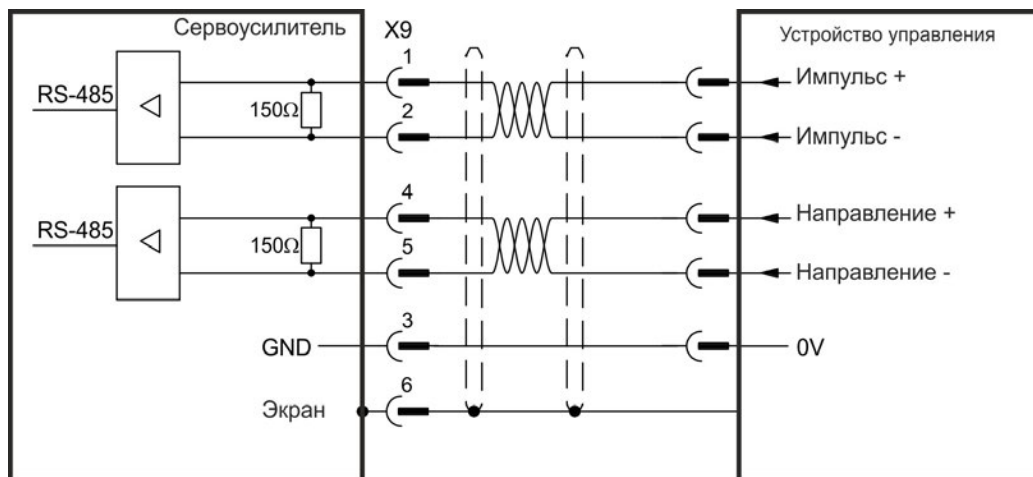 Сервоусилитель X9 Устройство управления
1 Импульс +
RS-485 150Ω
2 Импульс -
4 Направление +
RS-485 150Ω
5 Направление -
GND 3 0V
Экран 6